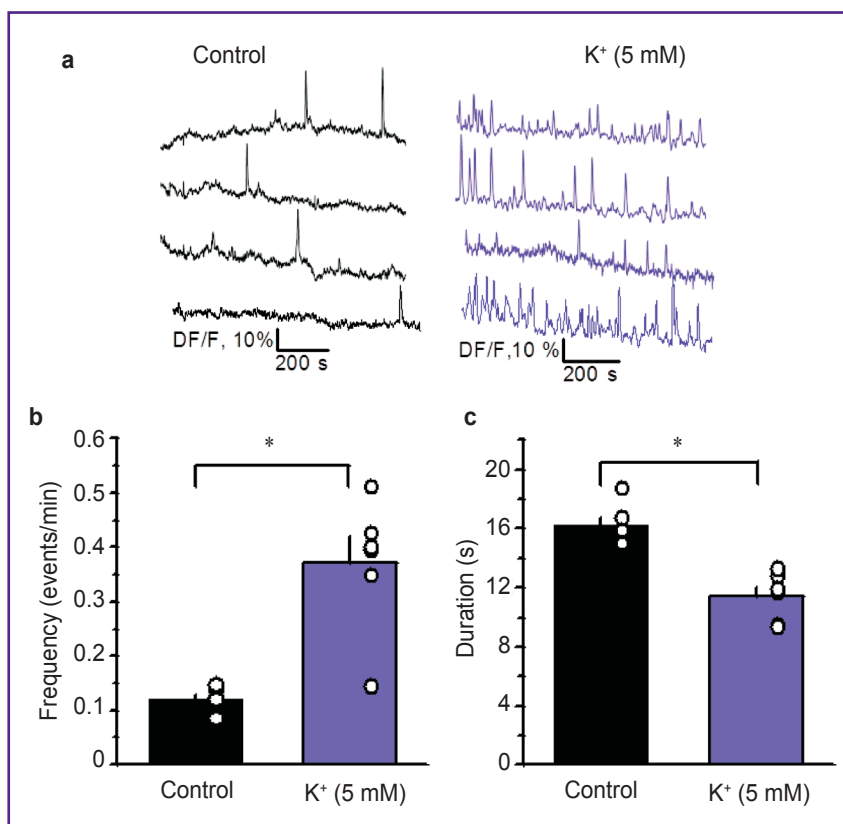 a
Control K⁺ (5 mM)
DF/F, 10%
200 s
DF/F,10 %
200 s
b
*
Frequency (events/min)
0.6
0.5
0.4
0.3
0.2
0.1
0
Control K⁺ (5 mM)
c
*
Duration (s)
20
16
12
8
4
0
Control K⁺ (5 mM)